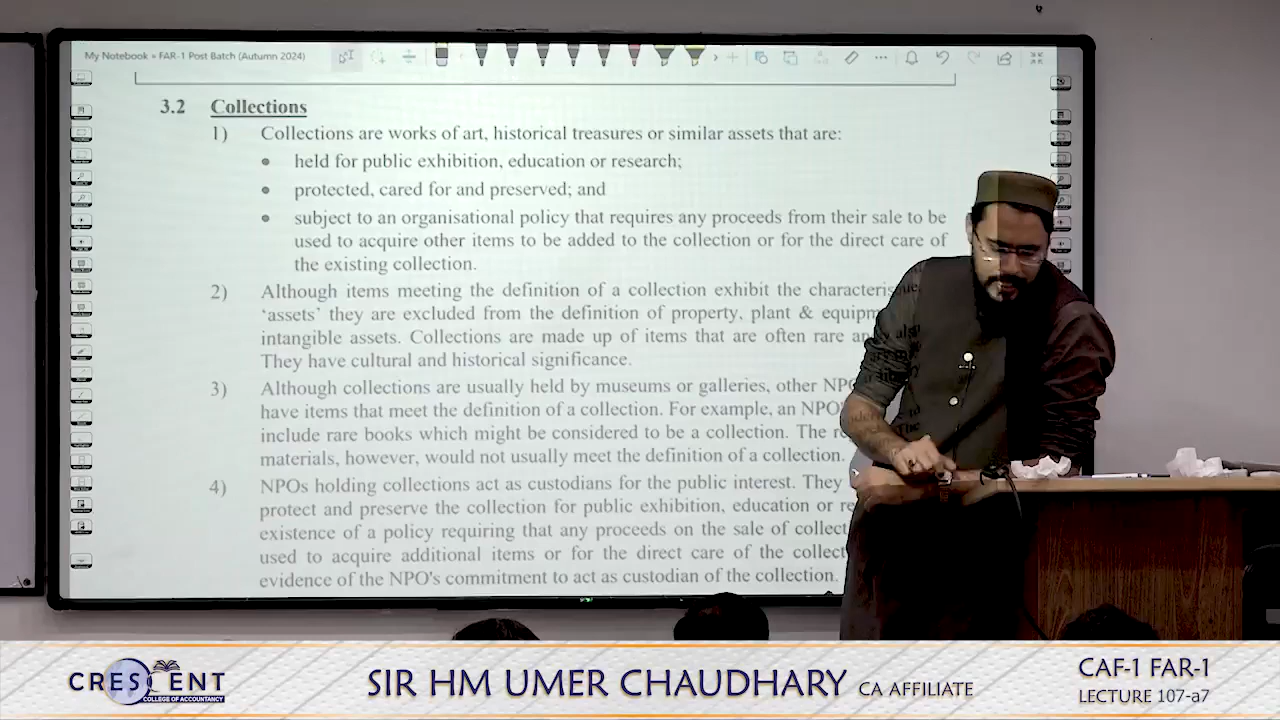 My Notebook » FAR-1 Post Batch (Autumn 2024)
3.2 Collections
1) Collections are works of art, historical treasures or similar assets that are:
• held for public exhibition, education or research;
• protected, cared for and preserved; and
• subject to an organisational policy that requires any proceeds from their sale to be
used to acquire other items to be added to the collection or for the direct care of
the existing collection.
2) Although items meeting the definition of a collection exhibit the
‘assets’ they are excluded from the definition of property, plant &
intangible assets. Collections are made up of items that are often rare
They have cultural and historical significance.
3) Although collections are usually held by museums or galleries, other
have items that meet the definition of a collection. For example, an
include rare books which might be considered to be a collection. The
materials, however, would not usually meet the definition of a collection.
4) NPOs holding collections act as custodians for the public interest. They
protect and preserve the collection for public exhibition, education or
existence of a policy requiring that any proceeds on the sale of
used to acquire additional items or for the direct care of the
evidence of the NPO's commitment to act as custodian of the collection.
CRESCENT
COLLEGE OF ACCOUNTANCY
SIR HM UMER CHAUDHARY CA AFFILIATE
CAF-1 FAR-1
LECTURE 107-a7